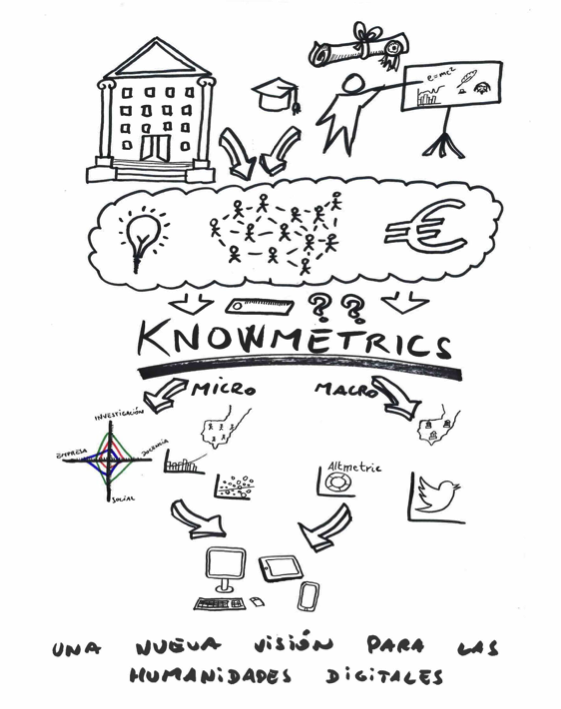 e=mc²
€
? ?
KNOWMETRICS
MICRO MACRO
INVESTIGACIÓN
EMPRESA
DOCENCIA
SOCIAL
Altmetric
UNA NUEVA VISIÓN PARA LAS
HUMANIDADES DIGITALES